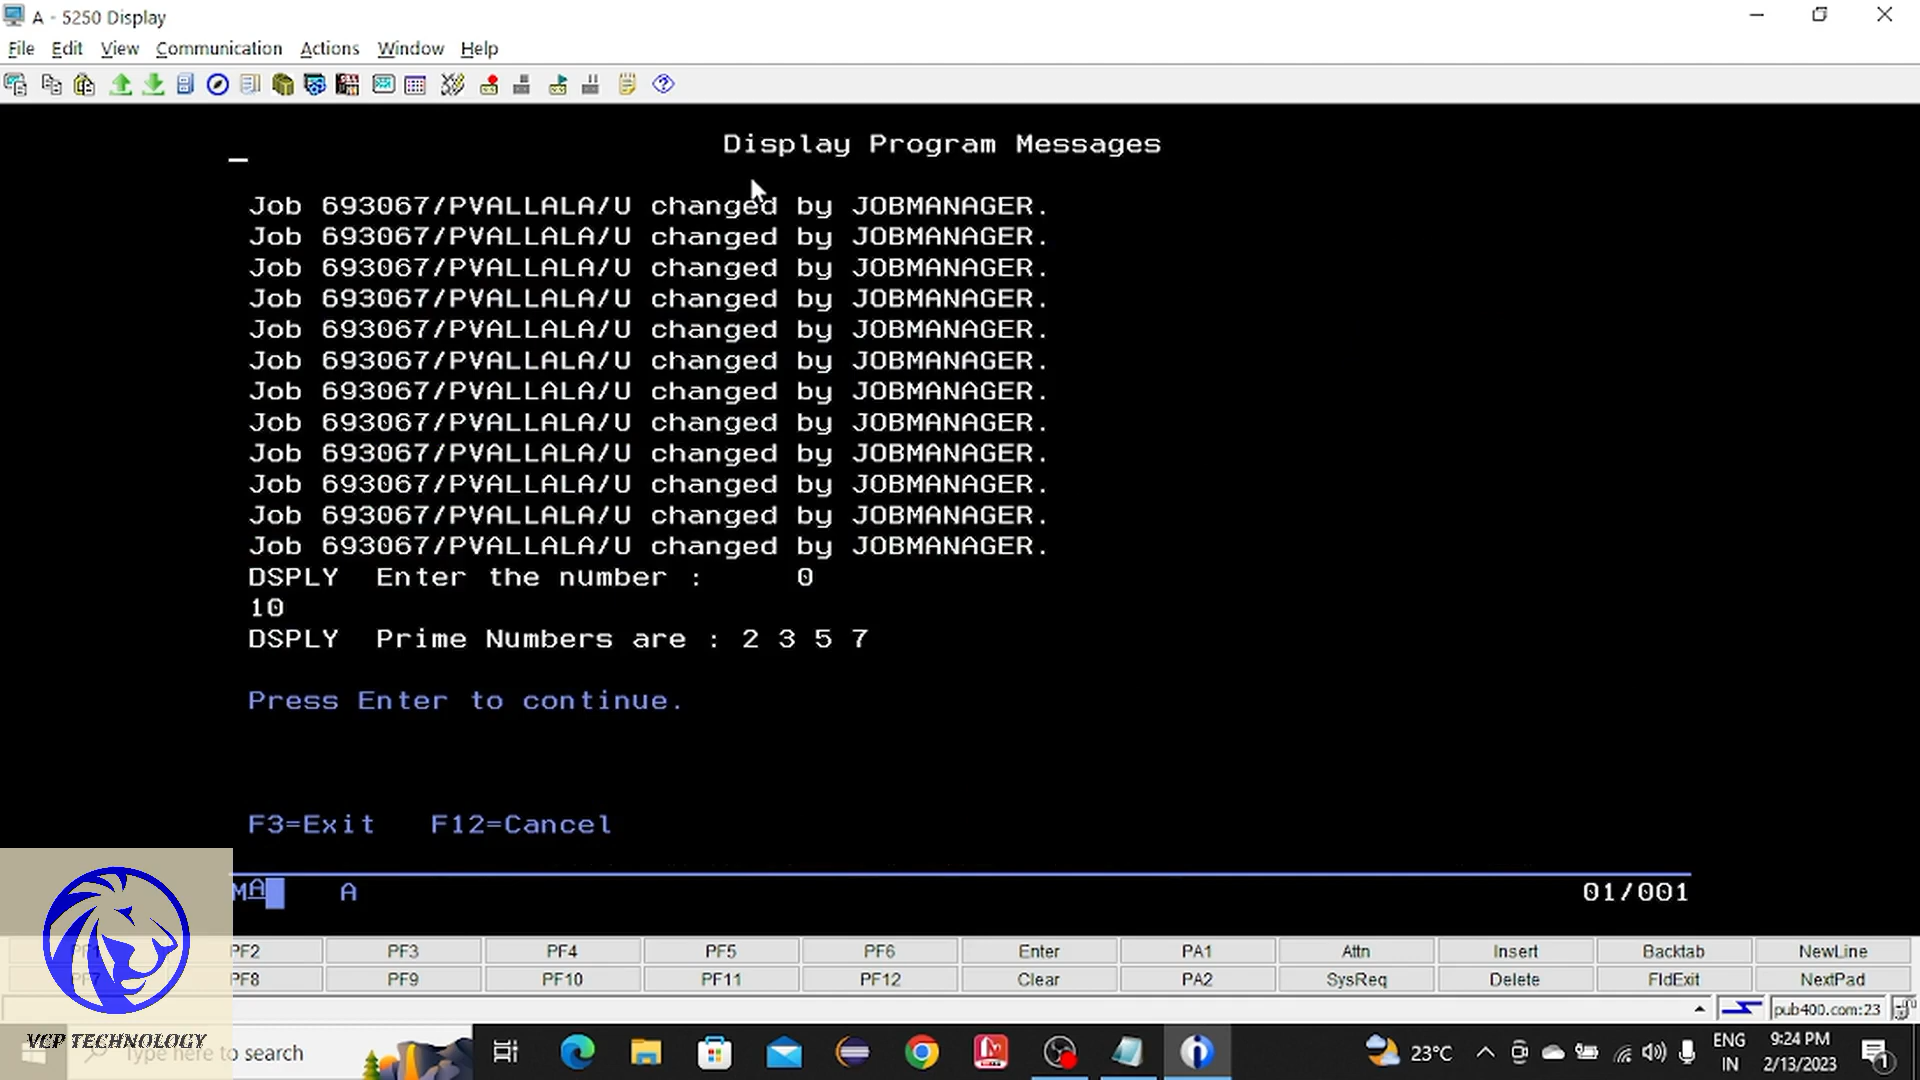 A - 5250 Display
File Edit View Communication Actions Window Help
Display Program Messages
Job 693067/PVALLALA/U changed by JOBMANAGER.
Job 693067/PVALLALA/U changed by JOBMANAGER.
Job 693067/PVALLALA/U changed by JOBMANAGER.
Job 693067/PVALLALA/U changed by JOBMANAGER.
Job 693067/PVALLALA/U changed by JOBMANAGER.
Job 693067/PVALLALA/U changed by JOBMANAGER.
Job 693067/PVALLALA/U changed by JOBMANAGER.
Job 693067/PVALLALA/U changed by JOBMANAGER.
Job 693067/PVALLALA/U changed by JOBMANAGER.
Job 693067/PVALLALA/U changed by JOBMANAGER.
Job 693067/PVALLALA/U changed by JOBMANAGER.
Job 693067/PVALLALA/U changed by JOBMANAGER.
DSPLY Enter the number : 0
10
DSPLY Prime Numbers are : 2 3 5 7
Press Enter to continue.
F3=Exit F12=Cancel
MA A 01/001
PF1 PF2 PF3 PF4 PF5 PF6 Enter PA1 Attn Insert Backtab NewLine
PF7 PF8 PF9 PF10 PF11 PF12 Clear PA2 SysReq Delete FldExit NextPad
pub400.com:23
VCP TECHNOLOGY
Type here to search
23°C
ENG
IN
9:24 PM
2/13/2023
1